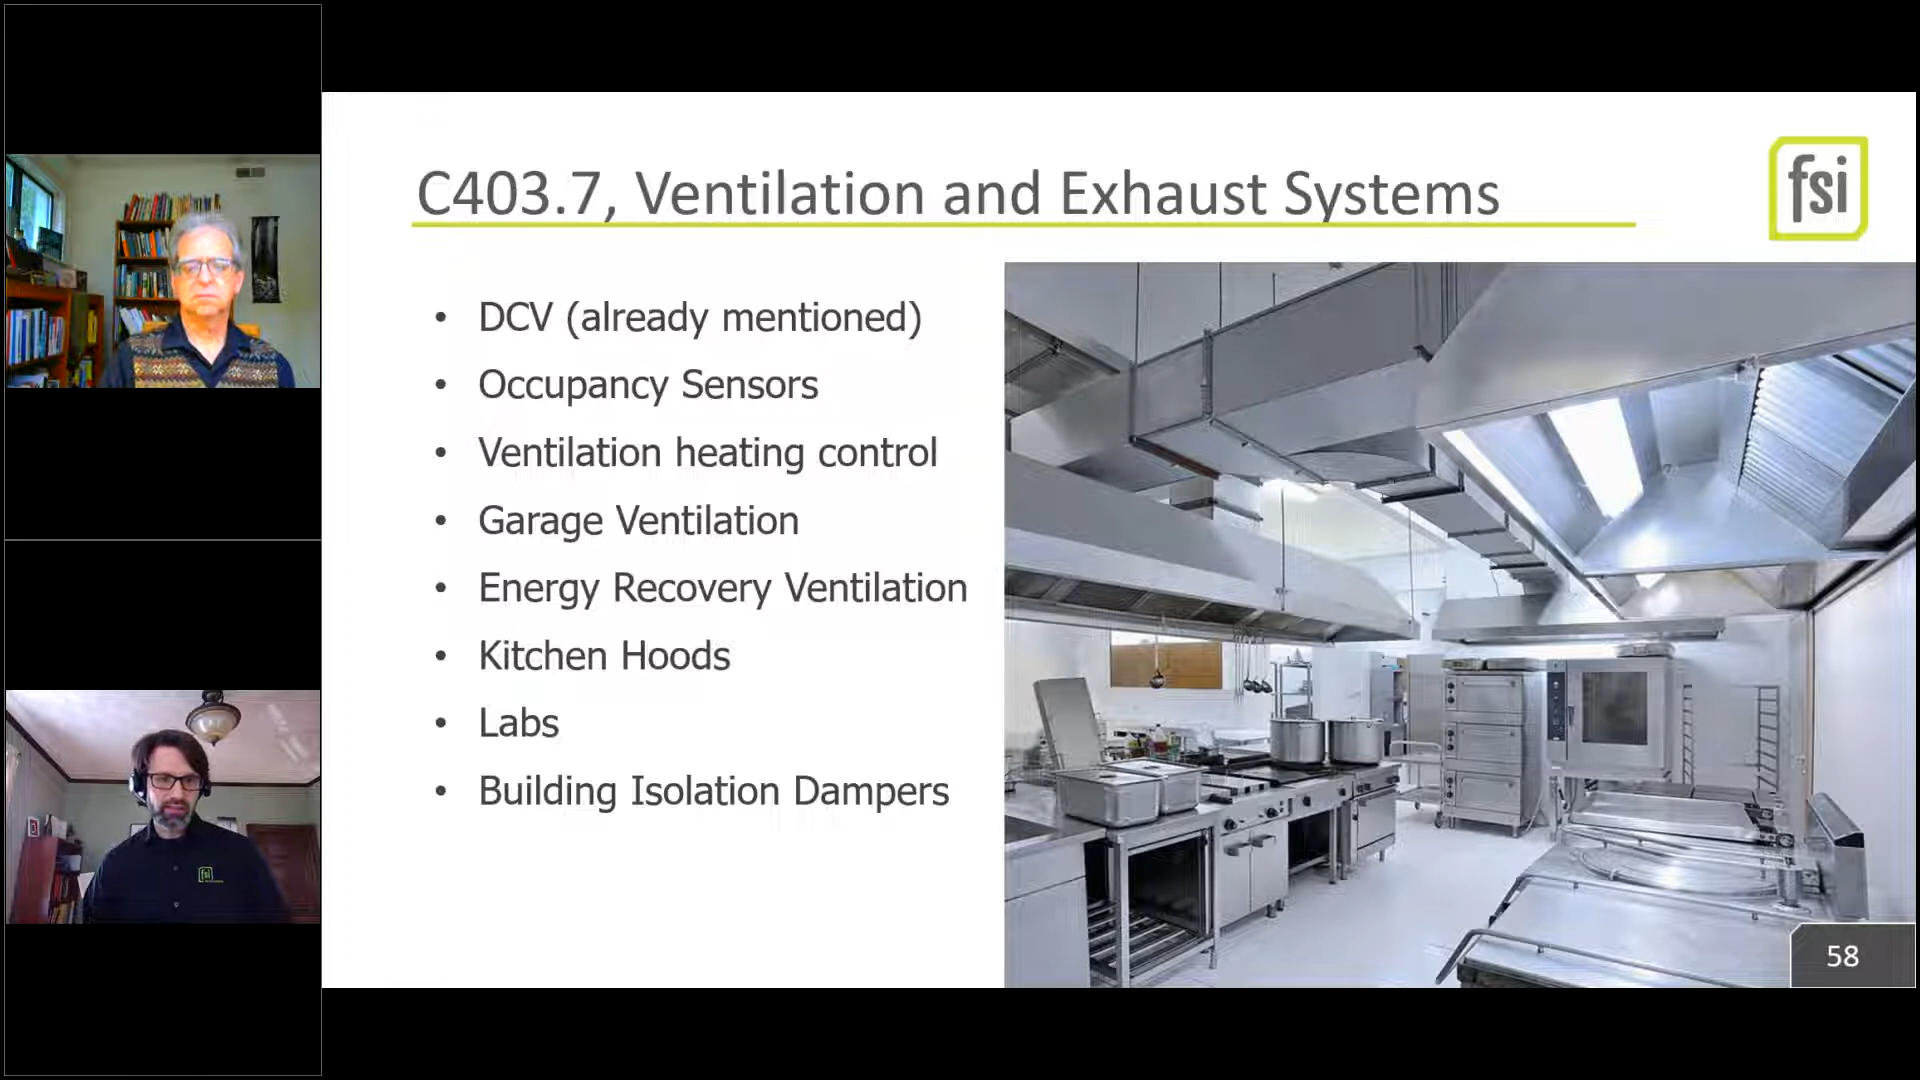 C403.7, Ventilation and Exhaust Systems
fsi
• DCV (already mentioned)
• Occupancy Sensors
• Ventilation heating control
• Garage Ventilation
• Energy Recovery Ventilation
• Kitchen Hoods
• Labs
• Building Isolation Dampers
58
fsi